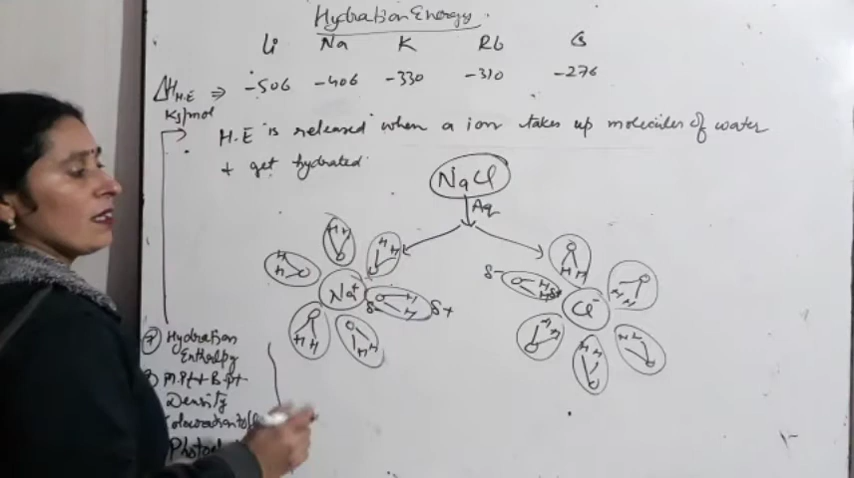 Hydration Energy.
Li Na K Rb Cs
ΔH H.E ⇒ -506 -406 -330 -310 -276
KJ/mol
→ H.E is released when a ion takes up molecules of water
+ get hydrated.
NaCl
Aq
H H O
H H O
H H O
Na+
O H H
δ- δ+
O H H
O H H
Cl-
O H H
δ- δ+
O H H
O H H
O H H
H H O
H H O
Hydration
Enthalpy
M.Pt + B.pt
Density